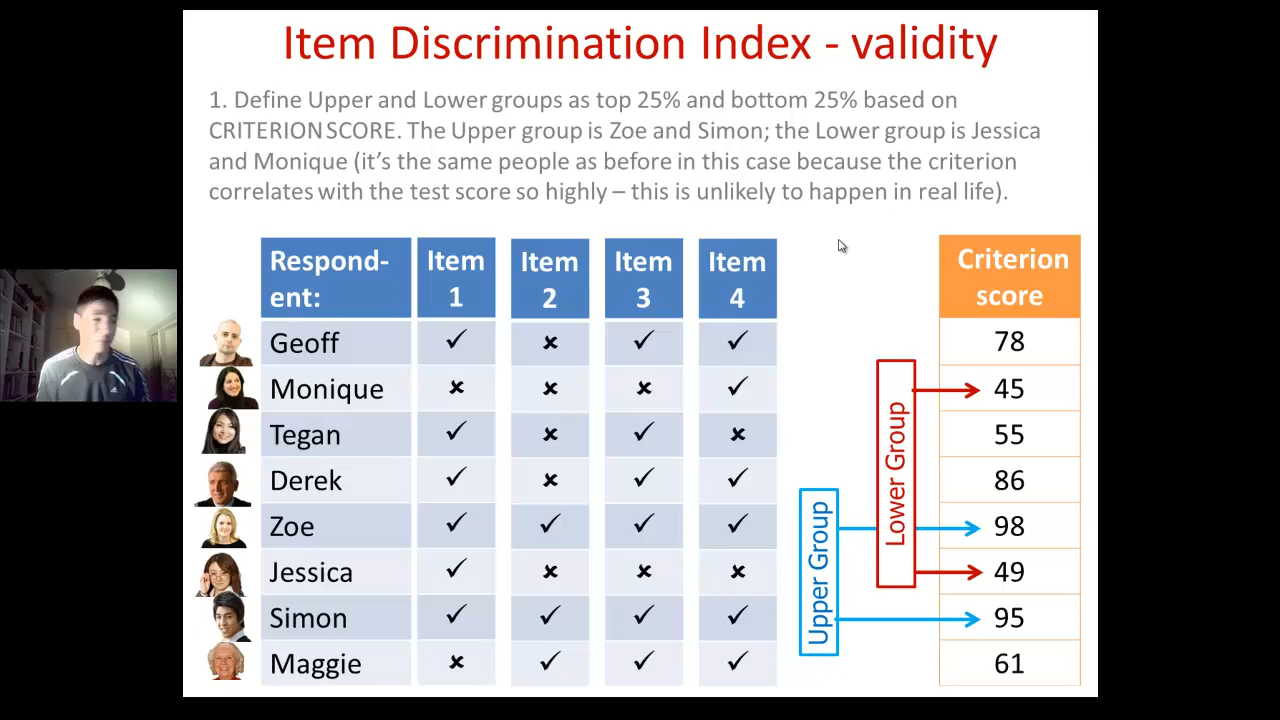 Item Discrimination Index - validity
1. Define Upper and Lower groups as top 25% and bottom 25% based on
CRITERION SCORE. The Upper group is Zoe and Simon; the Lower group is Jessica
and Monique (it's the same people as before in this case because the criterion
correlates with the test score so highly – this is unlikely to happen in real life).
Respond-
ent:
Item
1
Item
2
Item
3
Item
4
Criterion
score
Geoff ✓ ✗ ✓ ✓ 78
Monique ✗ ✗ ✗ ✓ 45
Tegan ✓ ✗ ✓ ✗ 55
Derek ✓ ✗ ✓ ✓ 86
Zoe ✓ ✓ ✓ ✓ 98
Jessica ✓ ✗ ✗ ✗ 49
Simon ✓ ✓ ✓ ✓ 95
Maggie ✗ ✓ ✓ ✓ 61
Upper Group
Lower Group